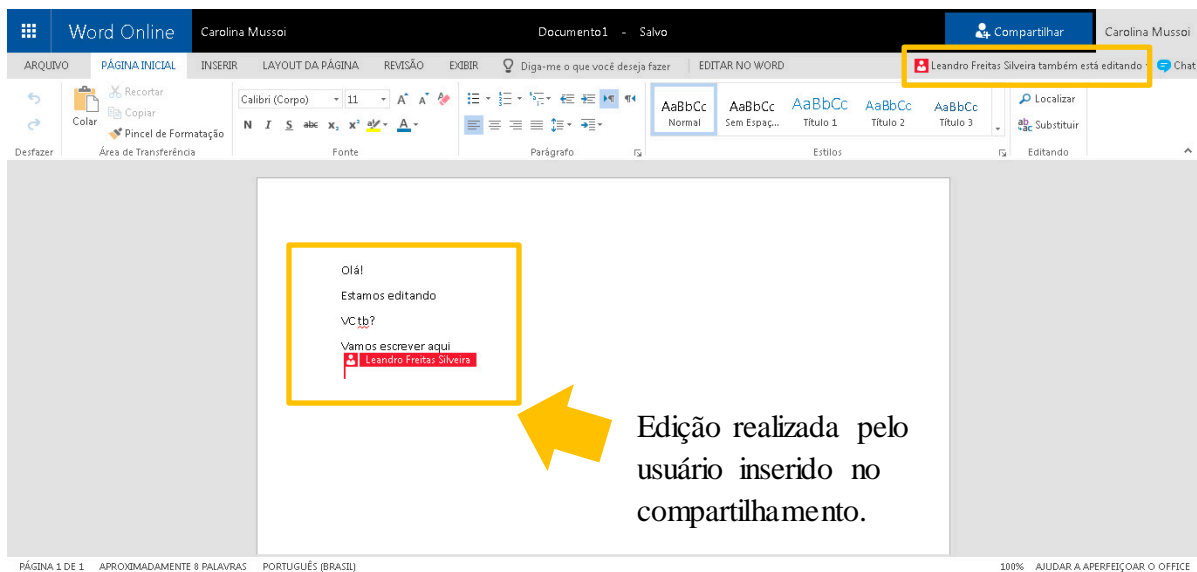 Word Online Carolina Mussoi Documento1 - Salvo Compartilhar Carolina Mussoi
ARQUIVO PÁGINA INICIAL INSERIR LAYOUT DA PÁGINA REVISÃO EXIBIR Diga-me o que você deseja fazer EDITAR NO WORD Leandro Freitas Silveira também está editando Chat
Recortar
Copiar
Pincel de Formatação
Colar
Calibri (Corpo) 11
N I S abc x₂ x² A
AaBbCc AaBbCc AaBbCc AaBbCc AaBbCc
Normal Sem Espaç... Título 1 Título 2 Título 3
Localizar
Substituir
Desfazer Área de Transferência Fonte Parágrafo Estilos Editando
Olá!
Estamos editando
VC tb?
Vamos escrever aqui
Leandro Freitas Silveira
Edição realizada pelo
usuário inserido no
compartilhamento.
PÁGINA 1 DE 1 APROXIMADAMENTE 8 PALAVRAS PORTUGUÊS (BRASIL) 100% AJUDAR A APERFEIÇOAR O OFFICE